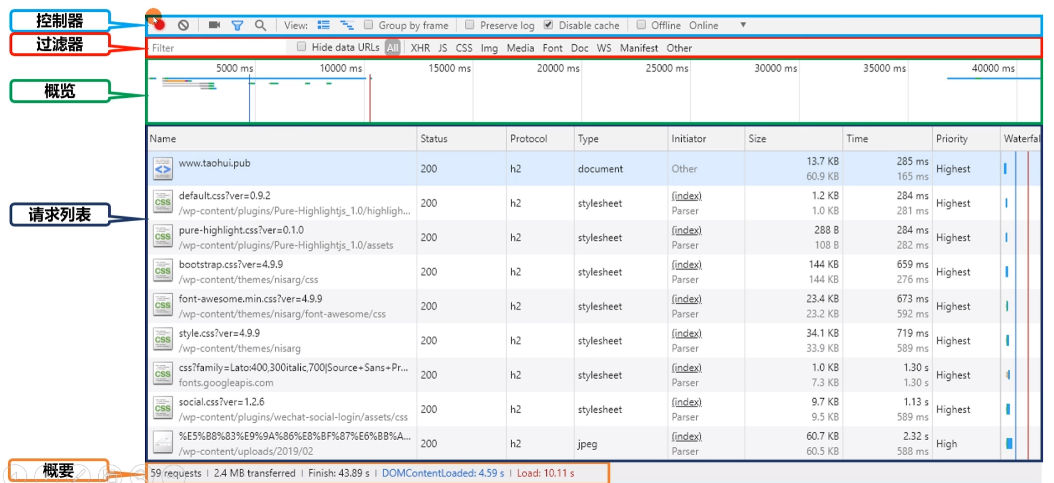 控制器
View: Group by frame Preserve log Disable cache Offline Online
过滤器
Filter Hide data URLs All XHR JS CSS Img Media Font Doc WS Manifest Other
概览
5000 ms 10000 ms 15000 ms 20000 ms 25000 ms 30000 ms 35000 ms 40000 ms
请求列表
Name Status Protocol Type Initiator Size Time Priority Waterfal
www.taohui.pub 200 h2 document Other 13.7 KB 285 ms Highest
60.9 KB 165 ms
default.css?ver=0.9.2 200 h2 stylesheet (index) 1.2 KB 284 ms Highest
/wp-content/plugins/Pure-Highlightjs_1.0/highligh... Parser 1.0 KB 281 ms
pure-highlight.css?ver=0.1.0 200 h2 stylesheet (index) 288 B 284 ms Highest
/wp-content/plugins/Pure-Highlightjs_1.0/assets Parser 108 B 282 ms
bootstrap.css?ver=4.9.9 200 h2 stylesheet (index) 144 KB 659 ms Highest
/wp-content/themes/nisarg/css Parser 144 KB 276 ms
font-awesome.min.css?ver=4.9.9 200 h2 stylesheet (index) 23.4 KB 673 ms Highest
/wp-content/themes/nisarg/font-awesome/css Parser 23.2 KB 592 ms
style.css?ver=4.9.9 200 h2 stylesheet (index) 34.1 KB 719 ms Highest
/wp-content/themes/nisarg Parser 33.9 KB 589 ms
css?family=Lato:400,300italic,700|Source+Sans+Pr... 200 h2 stylesheet (index) 1.0 KB 1.30 s Highest
fonts.googleapis.com Parser 7.3 KB 1.30 s
social.css?ver=1.2.6 200 h2 stylesheet (index) 9.7 KB 1.13 s Highest
/wp-content/plugins/wechat-social-login/assets/css Parser 9.5 KB 589 ms
%E5%B8%83%E9%9A%86%E8%BF%87%E6%BB%A... 200 h2 jpeg (index) 60.7 KB 2.32 s High
/wp-content/uploads/2019/02 Parser 60.5 KB 588 ms
概要
59 requests | 2.4 MB transferred | Finish: 43.89 s | DOMContentLoaded: 4.59 s | Load: 10.11 s